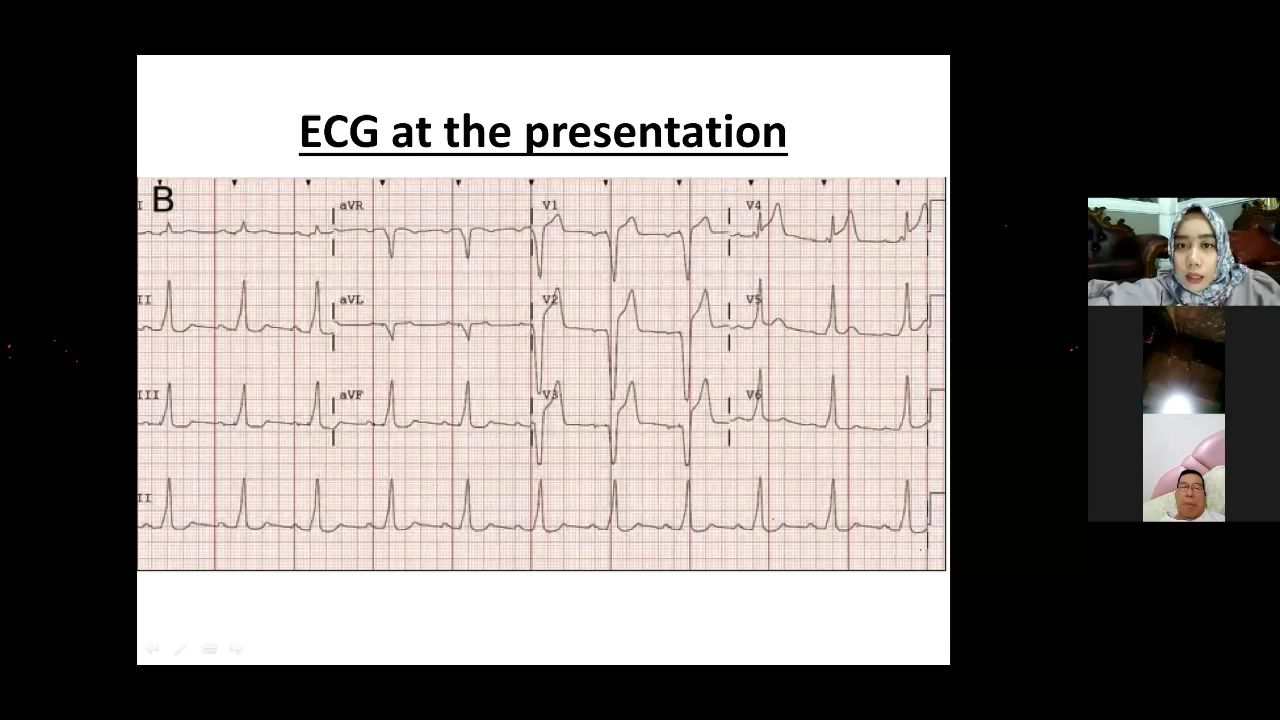 ECG at the presentation
B
I aVR V1 V4
II aVL V2 V5
III aVF V3 V6
II